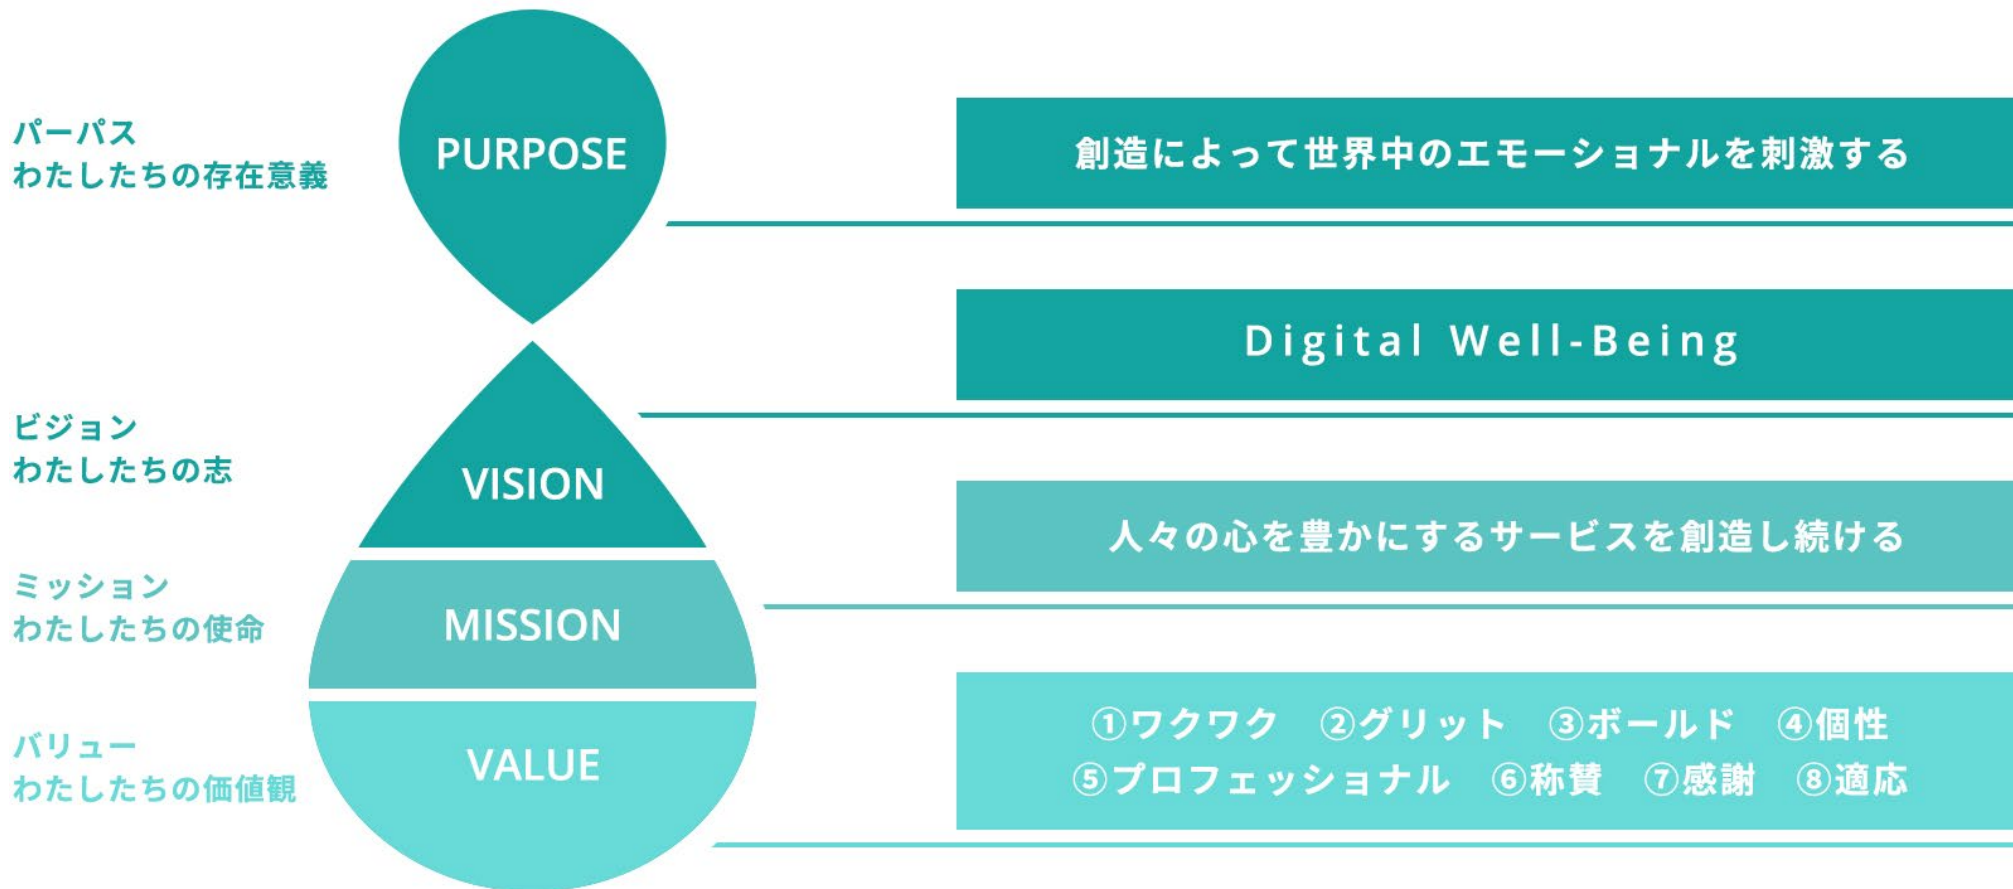 パーパス
わたしたちの存在意義
PURPOSE
創造によって世界中のエモーショナルを刺激する
Digital Well-Being
ビジョン
わたしたちの志
VISION
人々の心を豊かにするサービスを創造し続ける
ミッション
わたしたちの使命
MISSION
バリュー
わたしたちの価値観
VALUE
①ワクワク ②グリット ③ボールド ④個性
⑤プロフェッショナル ⑥称賛 ⑦感謝 ⑧適応